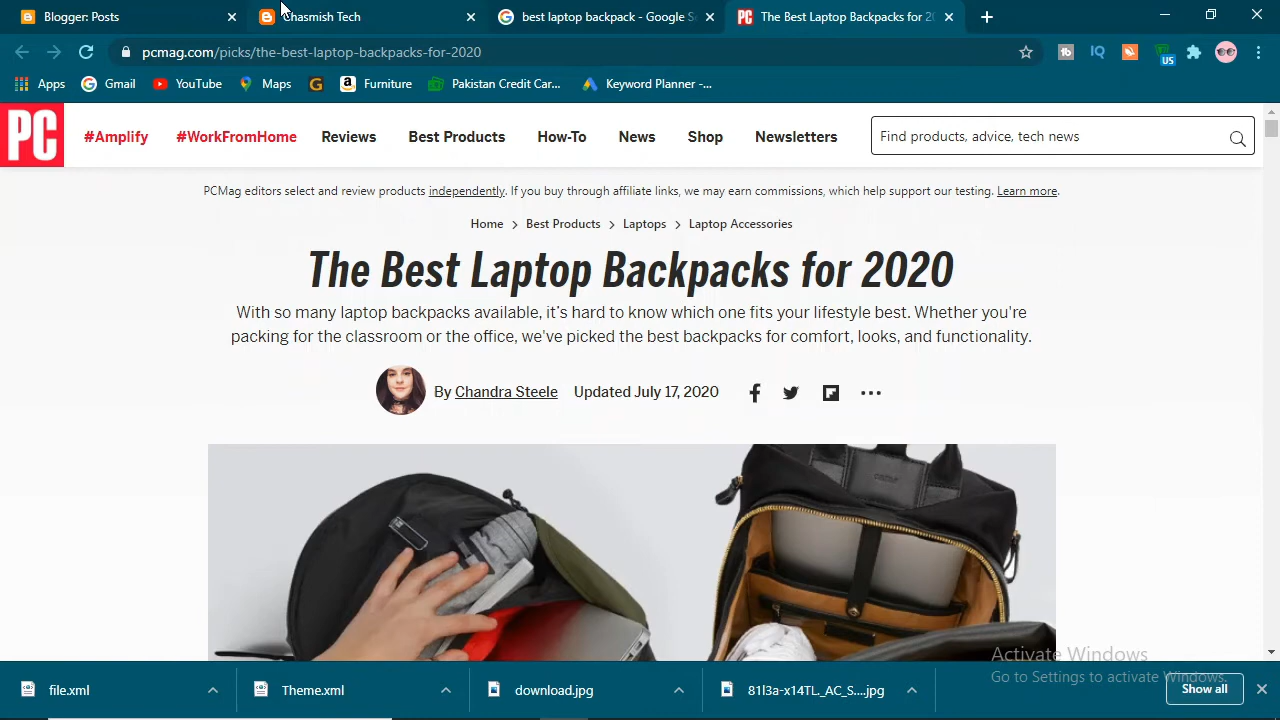 Blogger: Posts
Chasmish Tech
best laptop backpack - Google S
The Best Laptop Backpacks for 2
pcmag.com/picks/the-best-laptop-backpacks-for-2020
Apps
Gmail
YouTube
Maps
Furniture
Pakistan Credit Car...
Keyword Planner -...
US
PC
#Amplify
#WorkFromHome
Reviews
Best Products
How-To
News
Shop
Newsletters
Find products, advice, tech news
PCMag editors select and review products independently. If you buy through affiliate links, we may earn commissions, which help support our testing. Learn more.
Home > Best Products > Laptops > Laptop Accessories
The Best Laptop Backpacks for 2020
With so many laptop backpacks available, it's hard to know which one fits your lifestyle best. Whether you're
packing for the classroom or the office, we've picked the best backpacks for comfort, looks, and functionality.
By Chandra Steele
Updated July 17, 2020
Activate Windows
Go to Settings to activate Windows.
file.xml
Theme.xml
download.jpg
81l3a-x14TL_AC_S....jpg
Show all